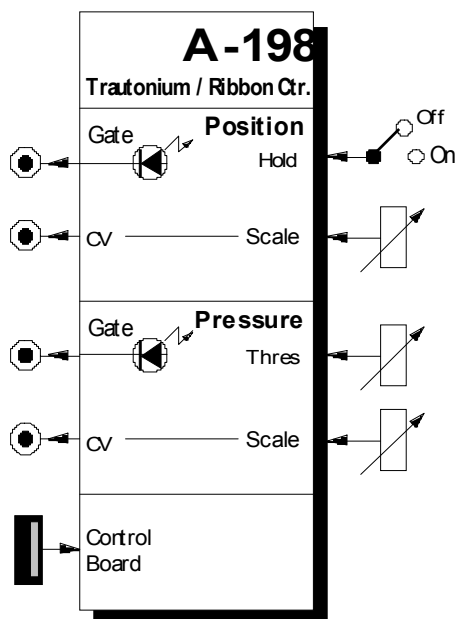 A-198
Trautonium / Ribbon Ctr.
Position
Gate
Hold
Off
On
CV
Scale
Pressure
Gate
Thres
CV
Scale
Control
Board